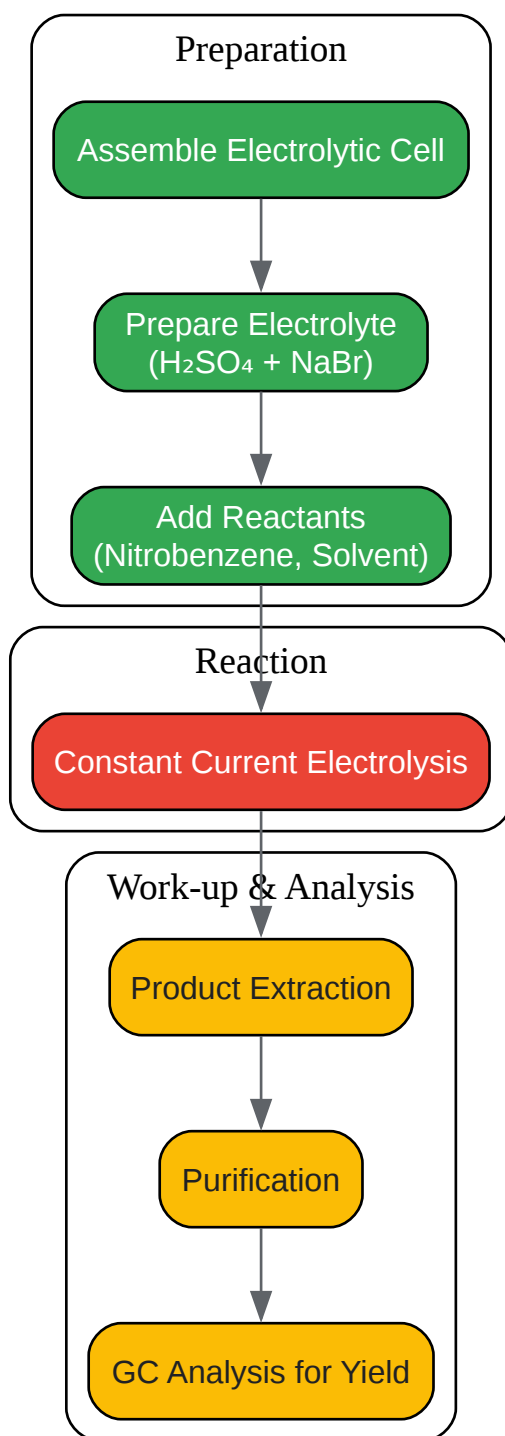 Preparation
Assemble Electrolytic Cell
Prepare Electrolyte
(H₂SO₄ + NaBr)
Add Reactants
(Nitrobenzene, Solvent)
Reaction
Constant Current Electrolysis
Work-up & Analysis
Product Extraction
Purification
GC Analysis for Yield